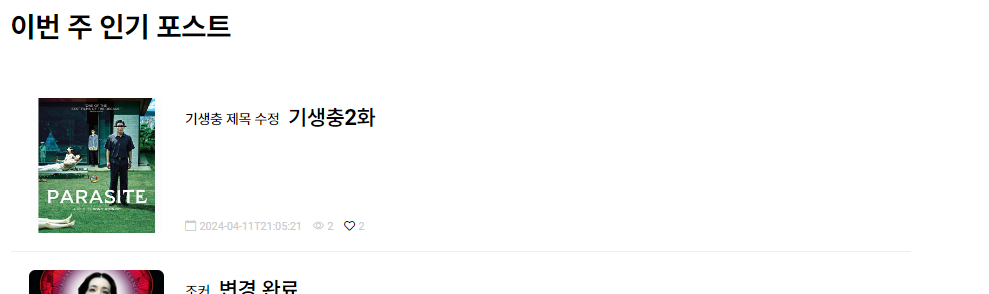 이번 주 인기 포스트
PARASITE
기생충 제목 수정 기생충2화
2024-04-11T21:05:21 2 2
조커 변경 완료